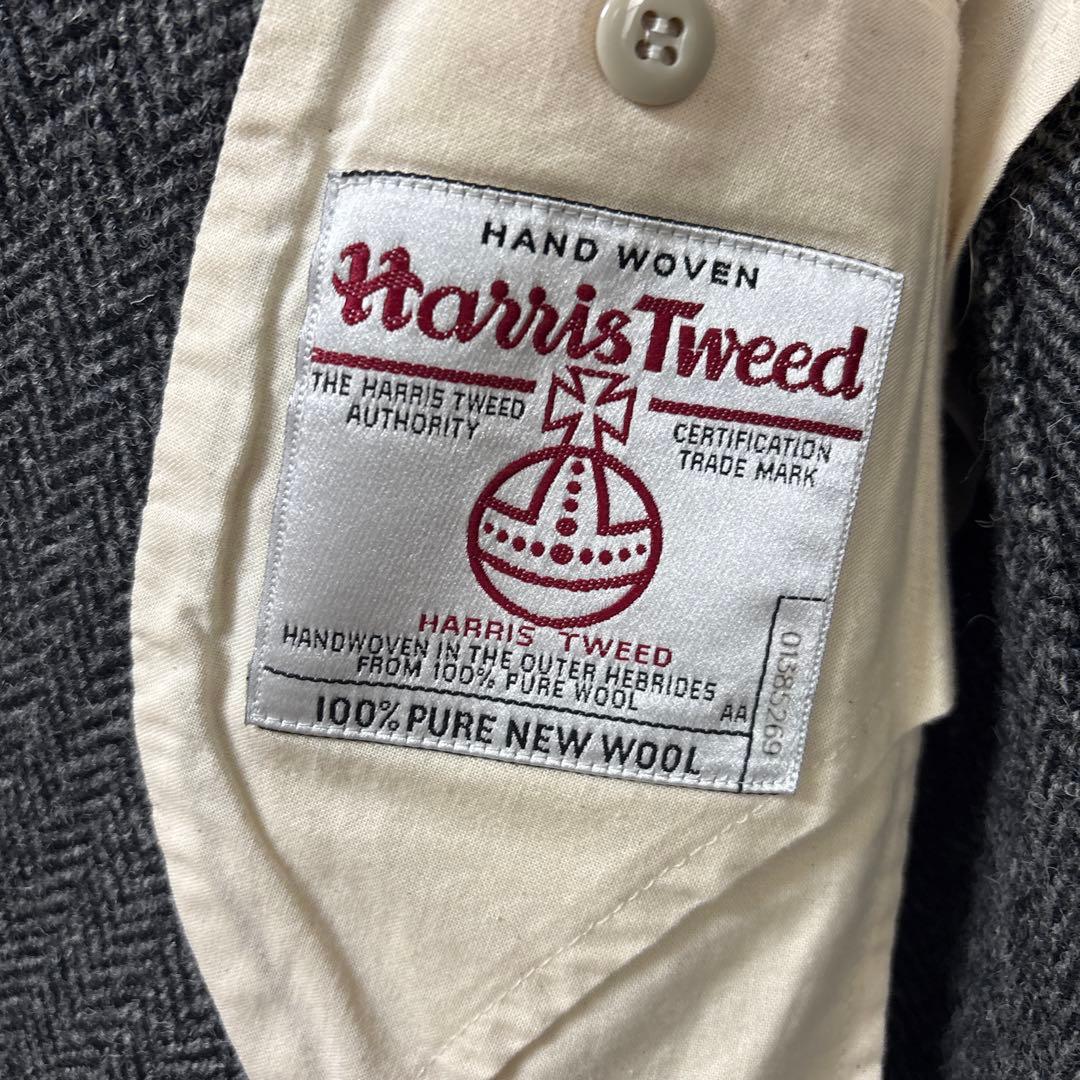 HAND WOVEN
Harris Tweed
THE HARRIS TWEED
AUTHORITY
CERTIFICATION
TRADE MARK
HARRIS TWEED
HANDWOVEN IN THE OUTER HEBRIDES
FROM 100% PURE WOOL
AA
01385269
100% PURE NEW WOOL